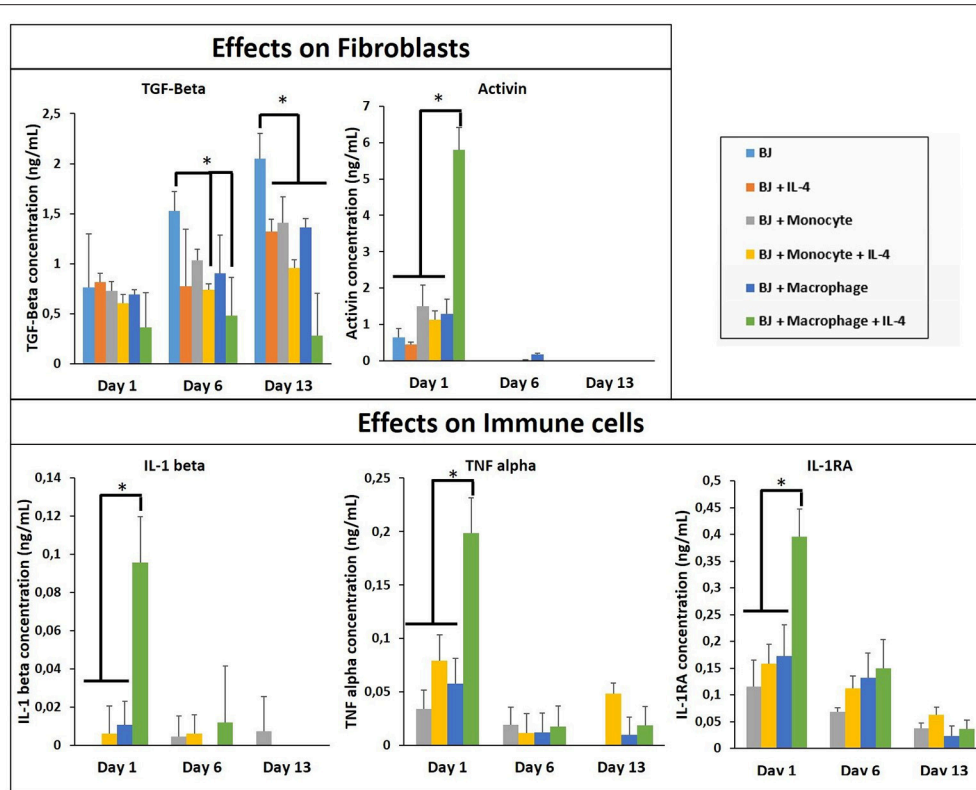 Effects on Fibroblasts
TGF-Beta
TGF-Beta concentration (ng/mL)
2,5
2
1,5
1
0,5
0
*
*
Day 1 Day 6 Day 13
Activin
Activin concentration (ng/mL)
7
6
5
4
3
2
1
0
*
Day 1 Day 6 Day 13
BJ
BJ + IL-4
BJ + Monocyte
BJ + Monocyte + IL-4
BJ + Macrophage
BJ + Macrophage + IL-4
Effects on Immune cells
IL-1 beta
IL-1 beta concentration (ng/mL)
0,14
0,12
0,1
0,08
0,06
0,04
0,02
0
*
Day 1 Day 6 Day 13
TNF alpha
TNF alpha concentration (ng/mL)
0,25
0,2
0,15
0,1
0,05
0
*
Day 1 Day 6 Day 13
IL-1RA
IL-1RA concentration (ng/mL)
0,5
0,45
0,4
0,35
0,3
0,25
0,2
0,15
0,1
0,05
0
*
Day 1 Day 6 Day 13